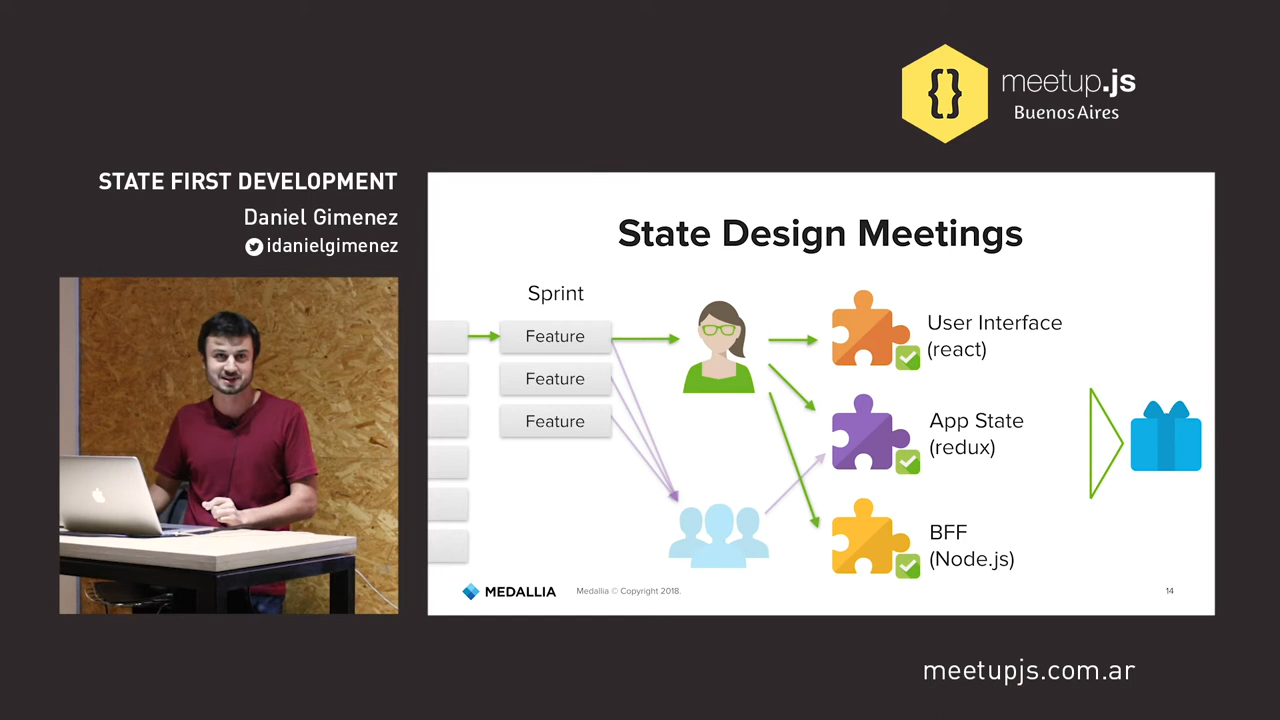 {}
meetup.js
Buenos Aires
STATE FIRST DEVELOPMENT
Daniel Gimenez
idanielgimenez
State Design Meetings
Sprint
Feature
Feature
Feature
User Interface
(react)
App State
(redux)
BFF
(Node.js)
MEDALLIA
Medallia © Copyright 2018.
14
meetupjs.com.ar